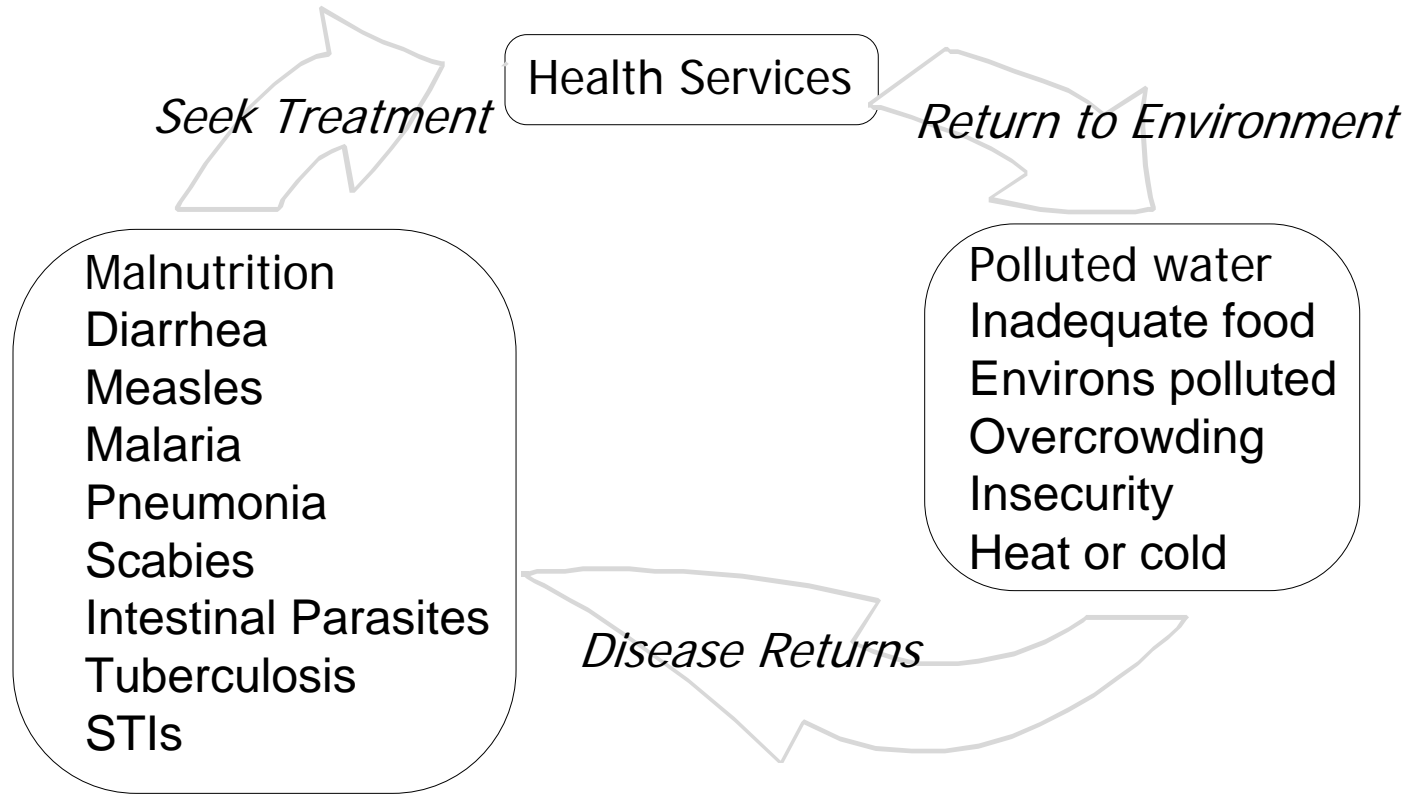 Health Services
Seek Treatment
Return to Environment
Malnutrition
Diarrhea
Measles
Malaria
Pneumonia
Scabies
Intestinal Parasites
Tuberculosis
STIs
Polluted water
Inadequate food
Environs polluted
Overcrowding
Insecurity
Heat or cold
Disease Returns